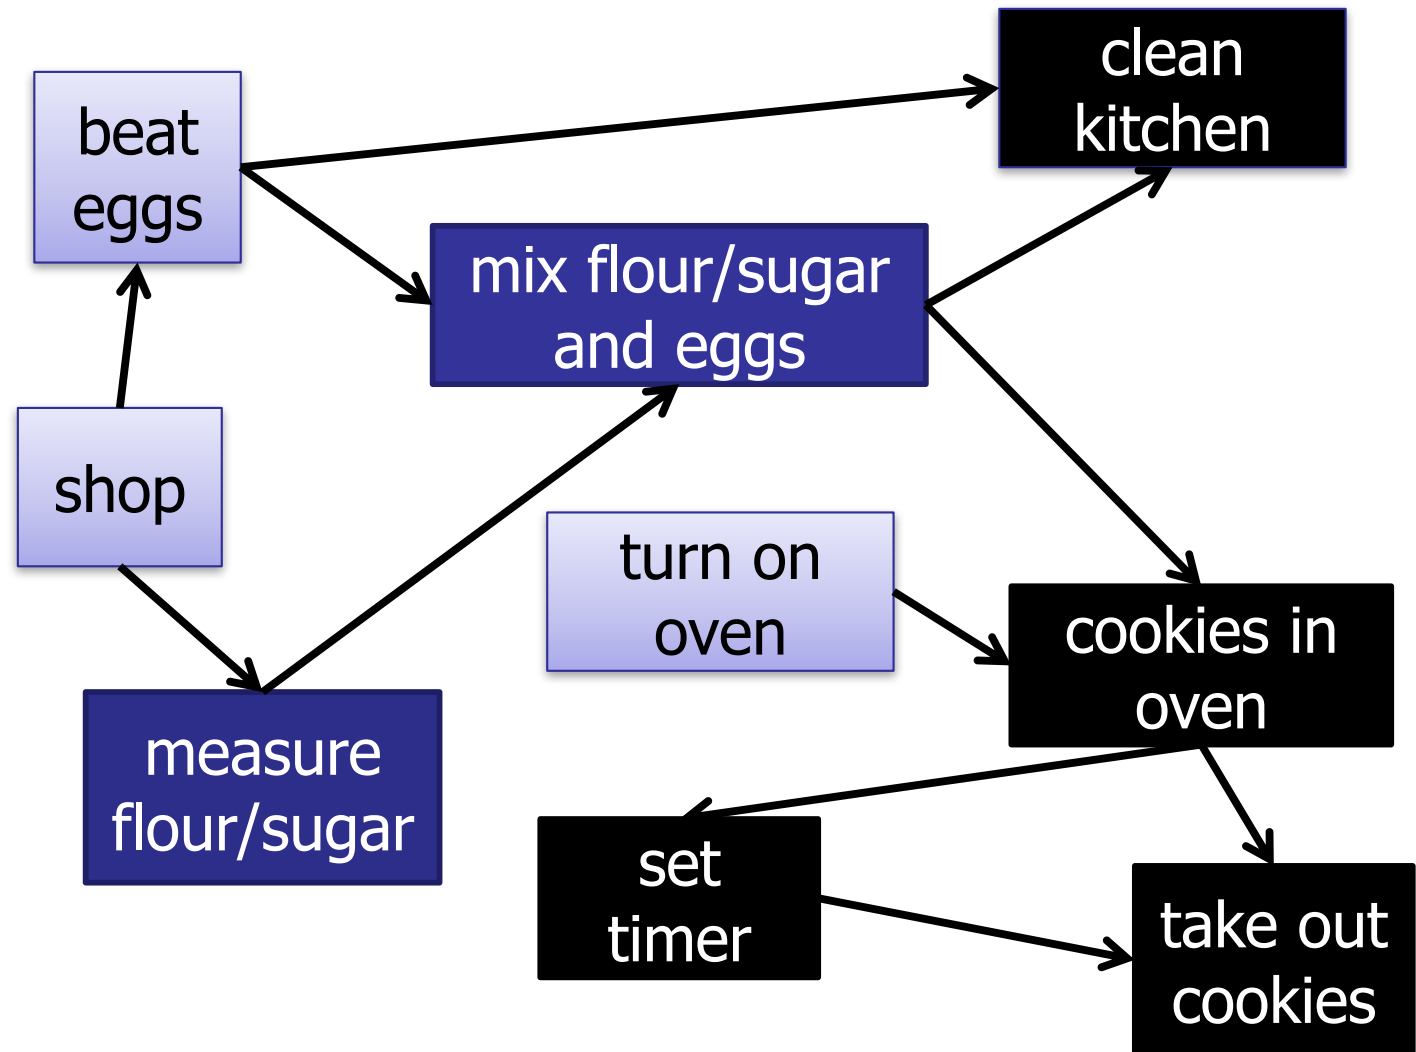 clean
kitchen
beat
eggs
mix flour/sugar
and eggs
shop
turn on
oven
cookies in
oven
measure
flour/sugar
set
timer
take out
cookies